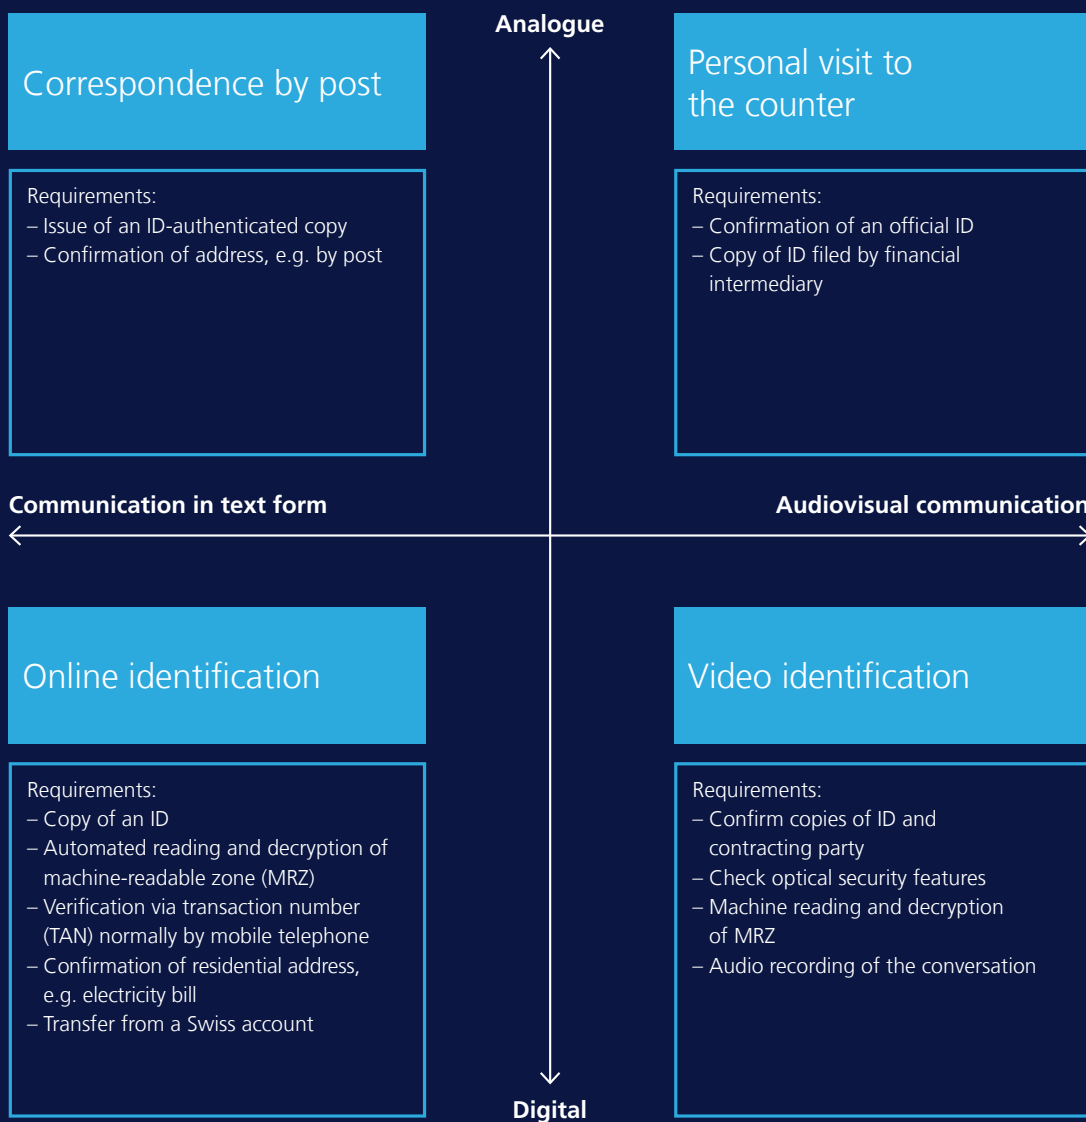 Analogue
Correspondence by post
Requirements:
– Issue of an ID-authenticated copy
– Confirmation of address, e.g. by post
Personal visit to
the counter
Requirements:
– Confirmation of an official ID
– Copy of ID filed by financial
intermediary
Communication in text form
Audiovisual communication
Online identification
Requirements:
– Copy of an ID
– Automated reading and decryption of
machine-readable zone (MRZ)
– Verification via transaction number
(TAN) normally by mobile telephone
– Confirmation of residential address,
e.g. electricity bill
– Transfer from a Swiss account
Video identification
Requirements:
– Confirm copies of ID and
contracting party
– Check optical security features
– Machine reading and decryption
of MRZ
– Audio recording of the conversation
Digital